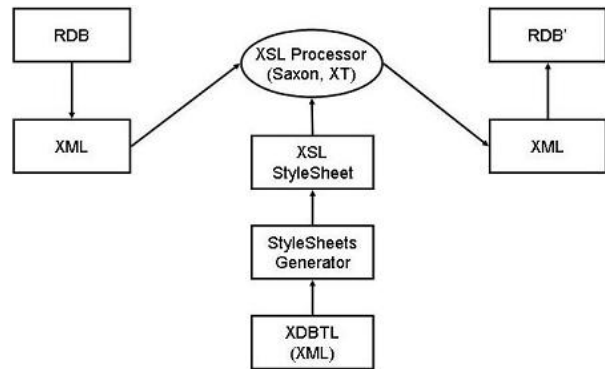 RDB
XSL Processor
(Saxon, XT)
RDB'
XML
XML
XSL
StyleSheet
StyleSheets
Generator
XDBTL
(XML)